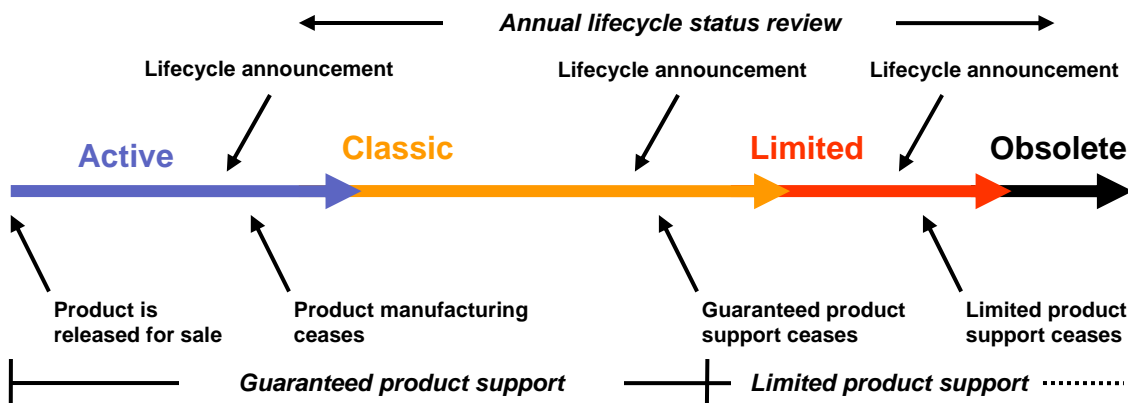 Annual lifecycle status review
Lifecycle announcement
Lifecycle announcement
Lifecycle announcement
Active
Classic
Limited
Obsolete
Product is
released for sale
Product manufacturing
ceases
Guaranteed product
support ceases
Limited product
support ceases
Guaranteed product support
Limited product support